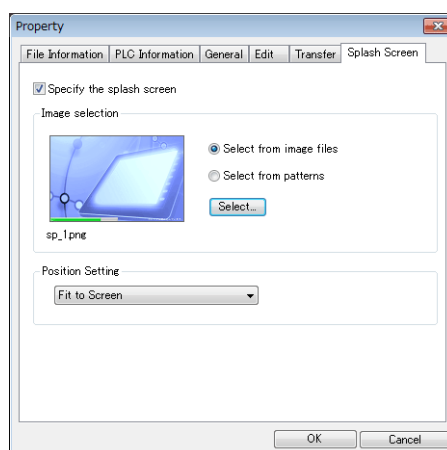 Property
File Information PLC Information General Edit Transfer Splash Screen
Specify the splash screen
Image selection
Select from image files
Select from patterns
Select...
sp_1.png
Position Setting
Fit to Screen
OK Cancel